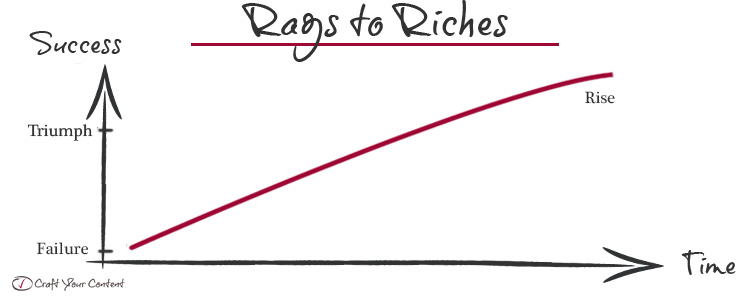 Rags to Riches
Success
Rise
Triumph
Failure
Time
Craft Your Content